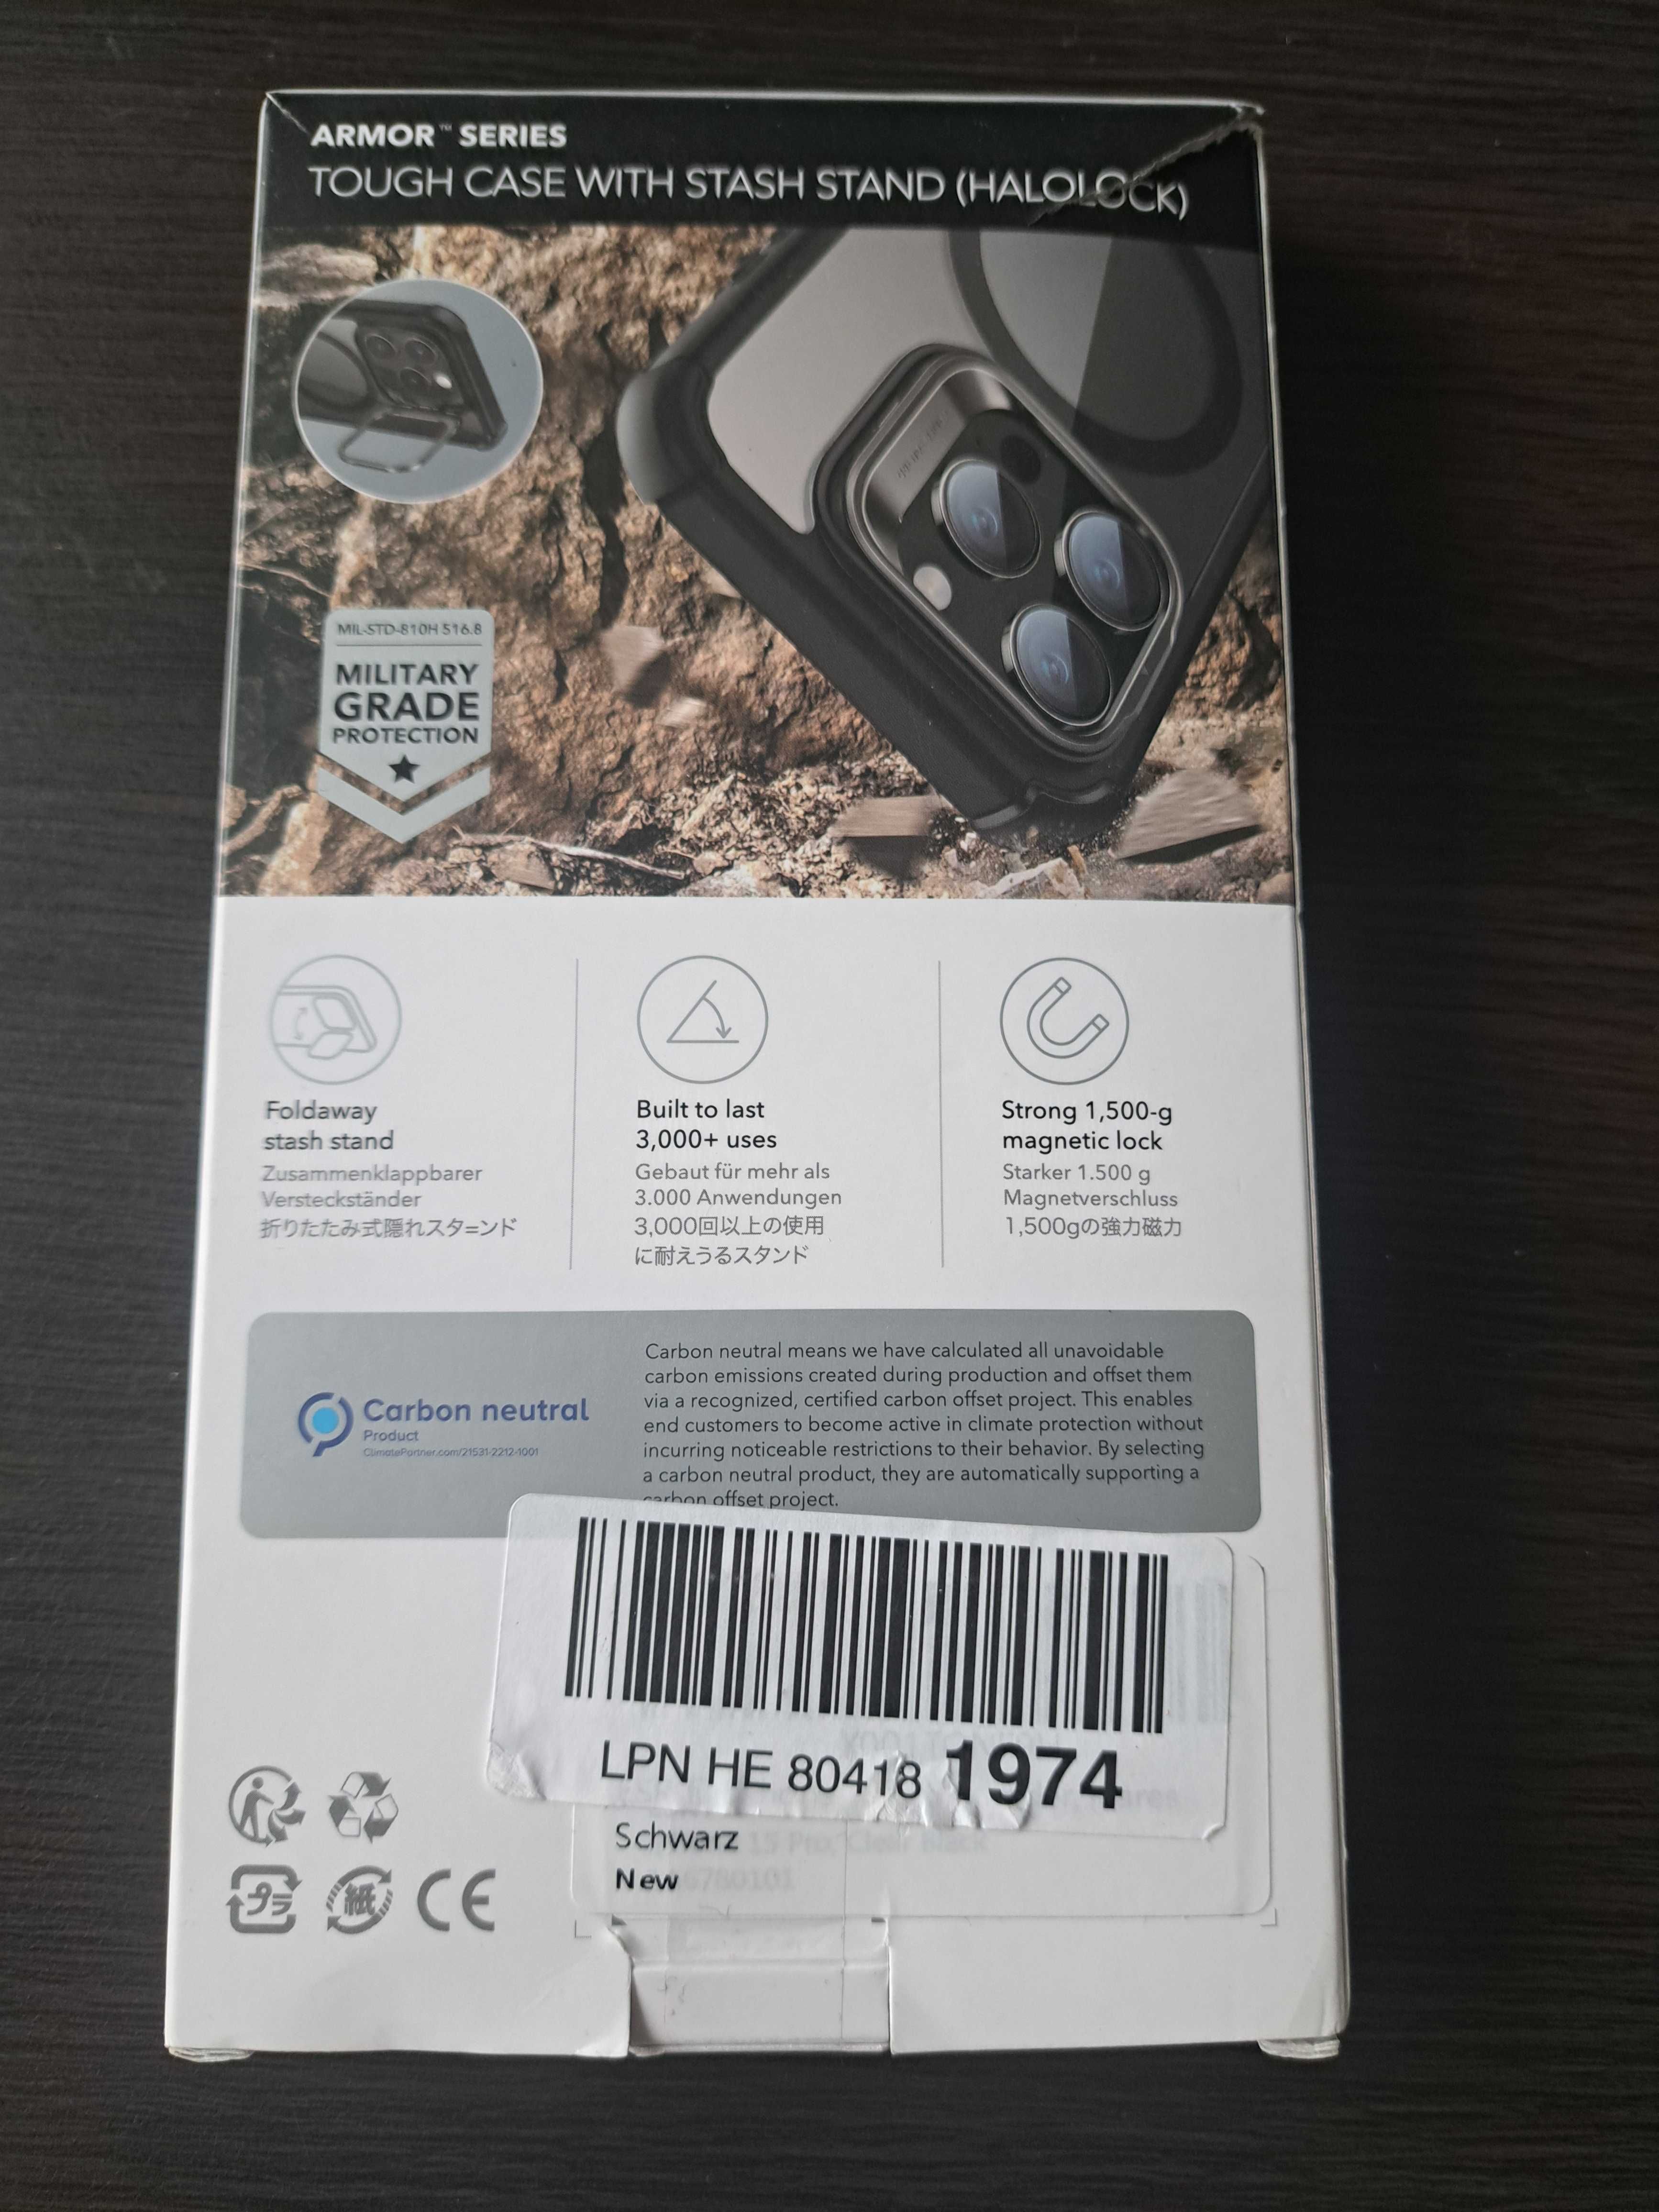 ARMOR™ SERIES
TOUGH CASE WITH STASH STAND (HALOLOCK)
MIL-STD-810H 516.8
MILITARY
GRADE
PROTECTION
Foldaway
stash stand
Zusammenklappbarer
Versteckständer
折りたたみ式隠れスタンド
Built to last
3,000+ uses
Gebaut für mehr als
3.000 Anwendungen
3,000回以上の使用
に耐えうるスタンド
Strong 1,500-g
magnetic lock
Starker 1.500 g
Magnetverschluss
1,500gの強力磁力
Carbon neutral
Product
ClimatePartner.com/21531-2212-1001
Carbon neutral means we have calculated all unavoidable
carbon emissions created during production and offset them
via a recognized, certified carbon offset project. This enables
end customers to become active in climate protection without
incurring noticeable restrictions to their behavior. By selecting
a carbon neutral product, they are automatically supporting a
carbon offset project.
LPN HE 80418 1974
Schwarz
15 Pro, Clear Black
New
プラ
紙
CE